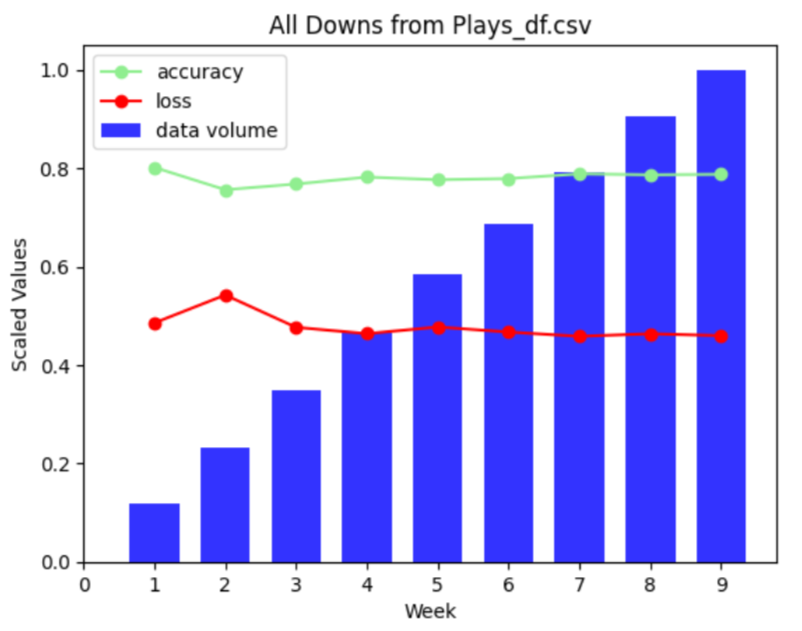 All Downs from Plays_df.csv
accuracy
loss
data volume
1.0
0.8
0.6
0.4
0.2
0.0
Scaled Values
0 1 2 3 4 5 6 7 8 9
Week